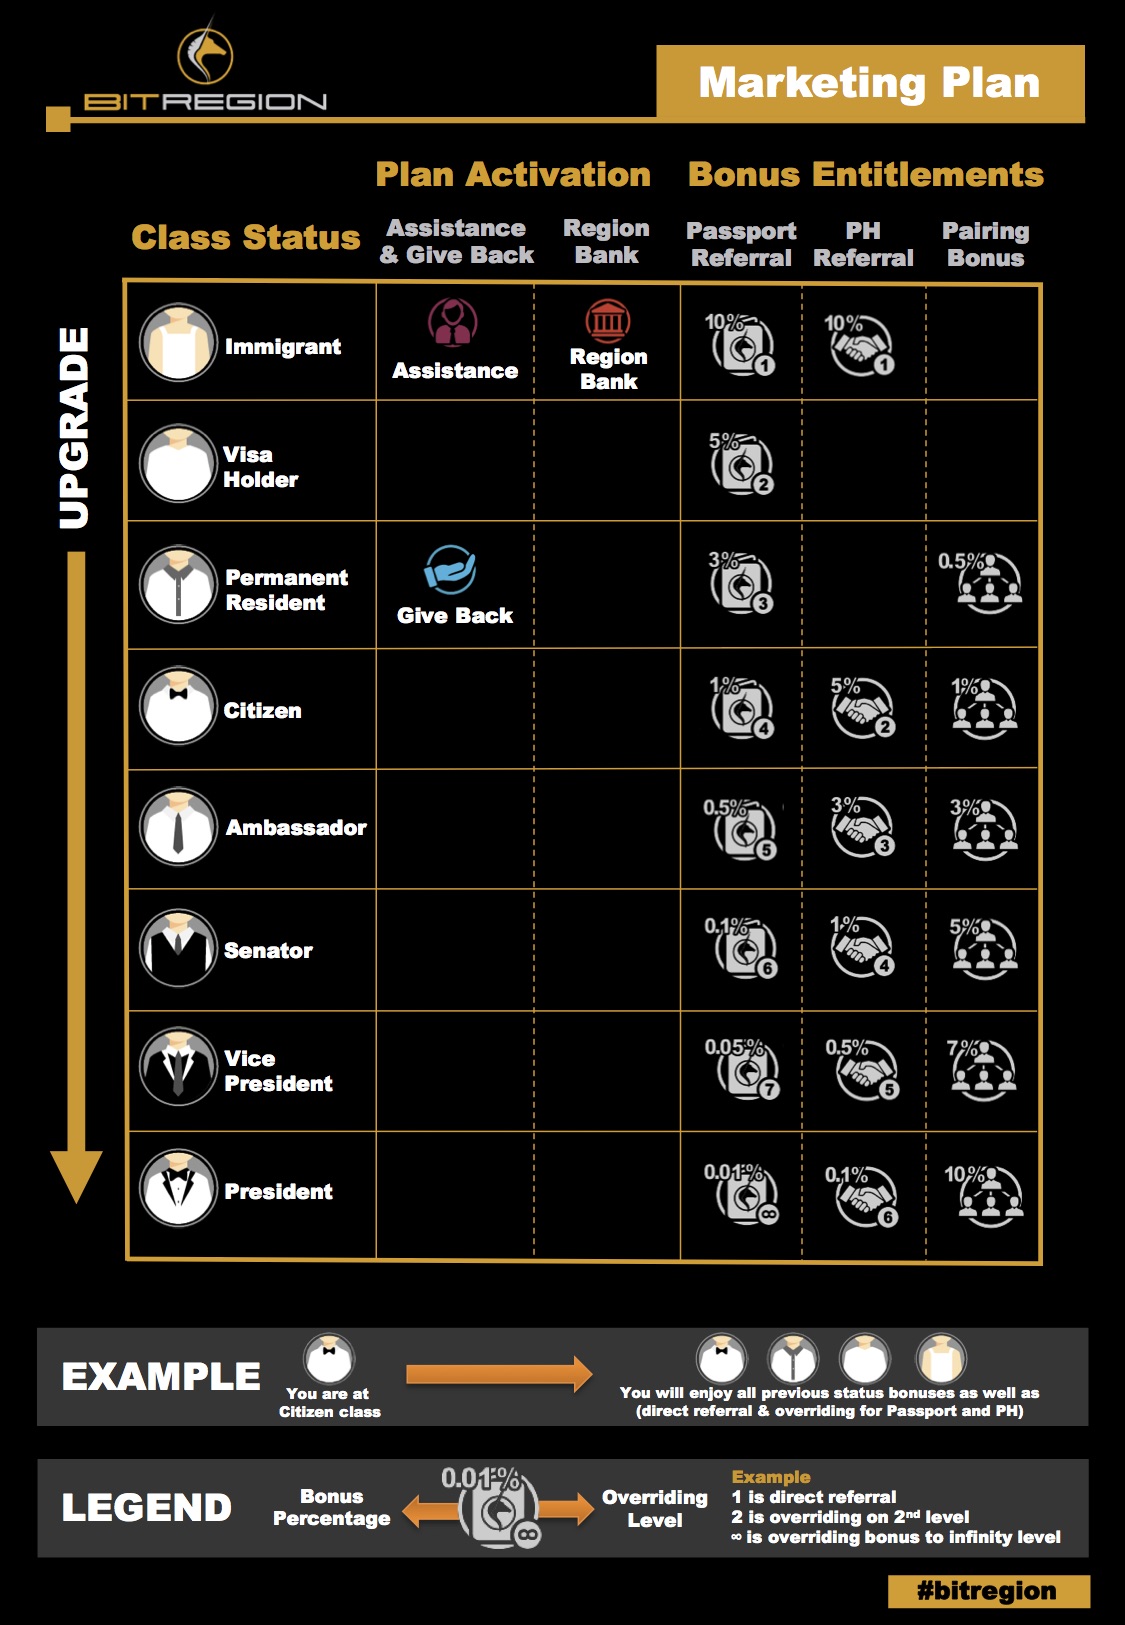 BITREGION
Marketing Plan
Plan Activation
Bonus Entitlements
Class Status
Assistance
& Give Back
Region
Bank
Passport
Referral
PH
Referral
Pairing
Bonus
UPGRADE
Immigrant
Assistance
Region
Bank
10%
1
10%
1
Visa
Holder
5%
2
Permanent
Resident
Give Back
3%
3
0.5%
Citizen
1%
4
5%
2
1%
Ambassador
0.5%
5
3%
3
3%
Senator
0.1%
6
1%
4
5%
Vice
President
0.05%
7
0.5%
5
7%
President
0.01%
∞
0.1%
6
10%
EXAMPLE
You are at
Citizen class
You will enjoy all previous status bonuses as well as
(direct referral & overriding for Passport and PH)
LEGEND
Bonus
Percentage
0.01%
∞
Overriding
Level
Example
1 is direct referral
2 is overriding on 2nd level
∞ is overriding bonus to infinity level
#bitregion